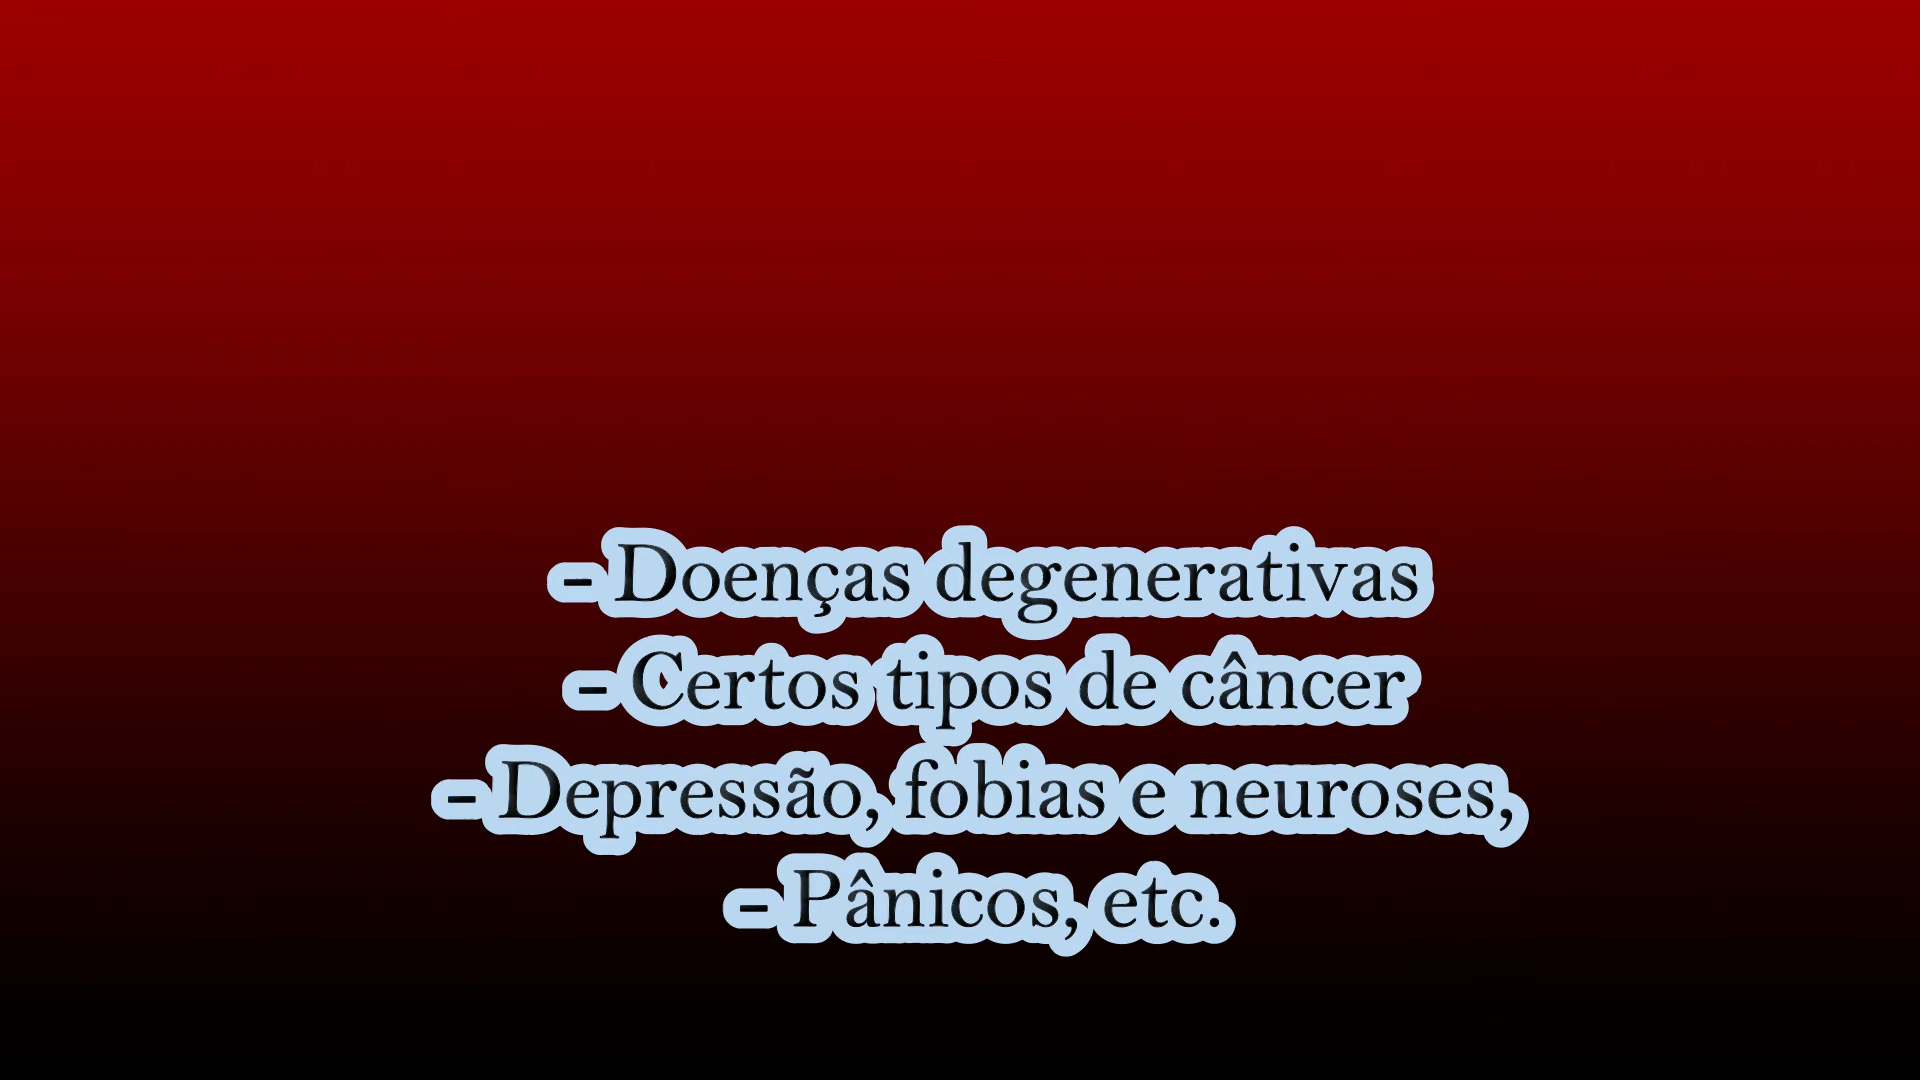 - Doenças degenerativas
- Certos tipos de câncer
- Depressão, fobias e neuroses,
- Pânicos, etc.